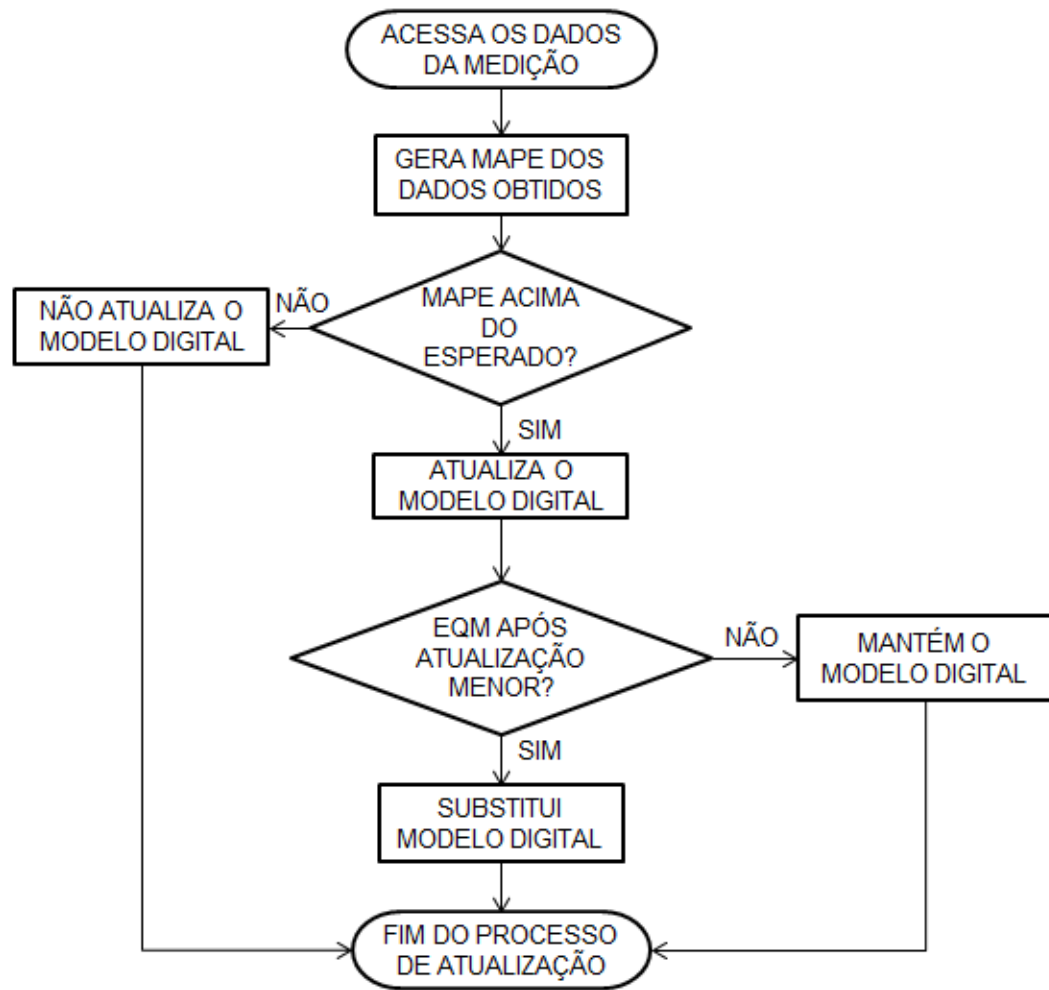 ACESSA OS DADOS
DA MEDIÇÃO
GERA MAPE DOS
DADOS OBTIDOS
MAPE ACIMA
DO
ESPERADO?
NÃO
NÃO ATUALIZA O
MODELO DIGITAL
SIM
ATUALIZA O
MODELO DIGITAL
EQM APÓS
ATUALIZAÇÃO
MENOR?
NÃO
MANTÉM O
MODELO DIGITAL
SIM
SUBSTITUI
MODELO DIGITAL
FIM DO PROCESSO
DE ATUALIZAÇÃO